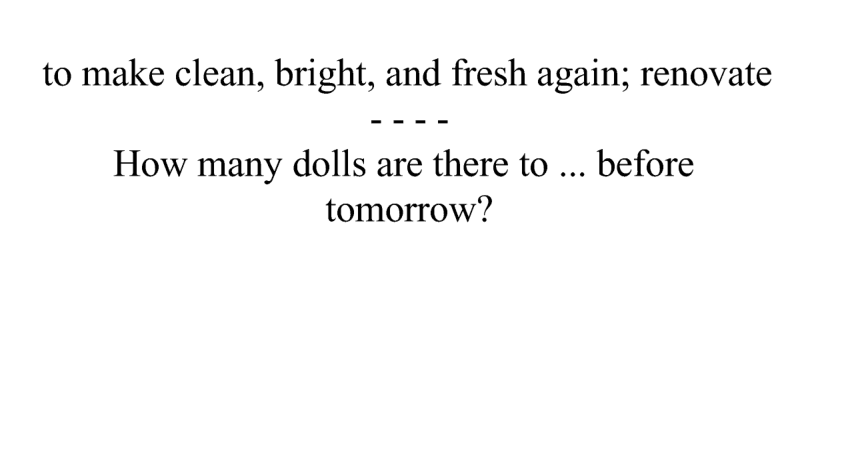 to make clean, bright, and fresh again; renovate
- - - -
How many dolls are there to ... before
tomorrow?